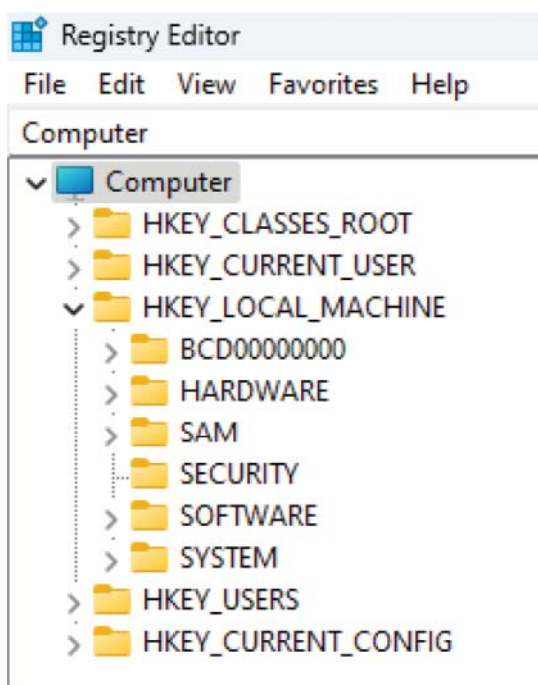 Registry Editor
File Edit View Favorites Help
Computer
Computer
HKEY_CLASSES_ROOT
HKEY_CURRENT_USER
HKEY_LOCAL_MACHINE
BCD00000000
HARDWARE
SAM
SECURITY
SOFTWARE
SYSTEM
HKEY_USERS
HKEY_CURRENT_CONFIG